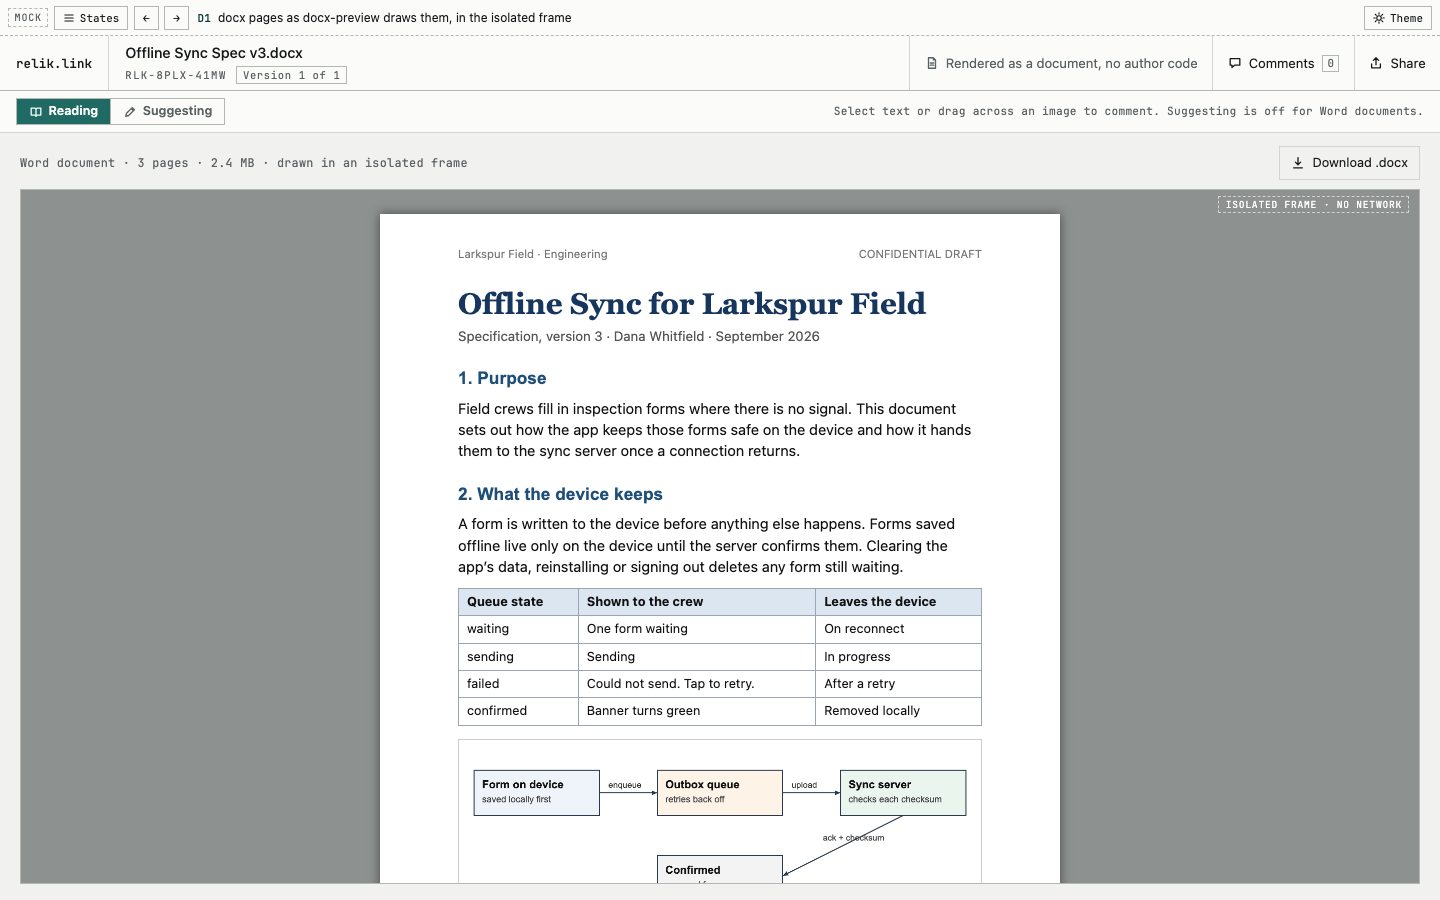 MOCK States ← → D1 docx pages as docx-preview draws them, in the isolated frame Theme
relik.link
Offline Sync Spec v3.docx
RLK-8PLX-41MW Version 1 of 1
Rendered as a document, no author code
Comments 0
Share
Reading Suggesting
Select text or drag across an image to comment. Suggesting is off for Word documents.
Word document · 3 pages · 2.4 MB · drawn in an isolated frame
Download .docx
ISOLATED FRAME · NO NETWORK
Larkspur Field · Engineering CONFIDENTIAL DRAFT
Offline Sync for Larkspur Field
Specification, version 3 · Dana Whitfield · September 2026
1. Purpose
Field crews fill in inspection forms where there is no signal. This document
sets out how the app keeps those forms safe on the device and how it hands
them to the sync server once a connection returns.
2. What the device keeps
A form is written to the device before anything else happens. Forms saved
offline live only on the device until the server confirms them. Clearing the
app’s data, reinstalling or signing out deletes any form still waiting.
Queue state Shown to the crew Leaves the device
waiting One form waiting On reconnect
sending Sending In progress
failed Could not send. Tap to retry. After a retry
confirmed Banner turns green Removed locally
Form on device enqueue Outbox queue upload Sync server
saved locally first retries back off checks each checksum
ack + checksum
Confirmed